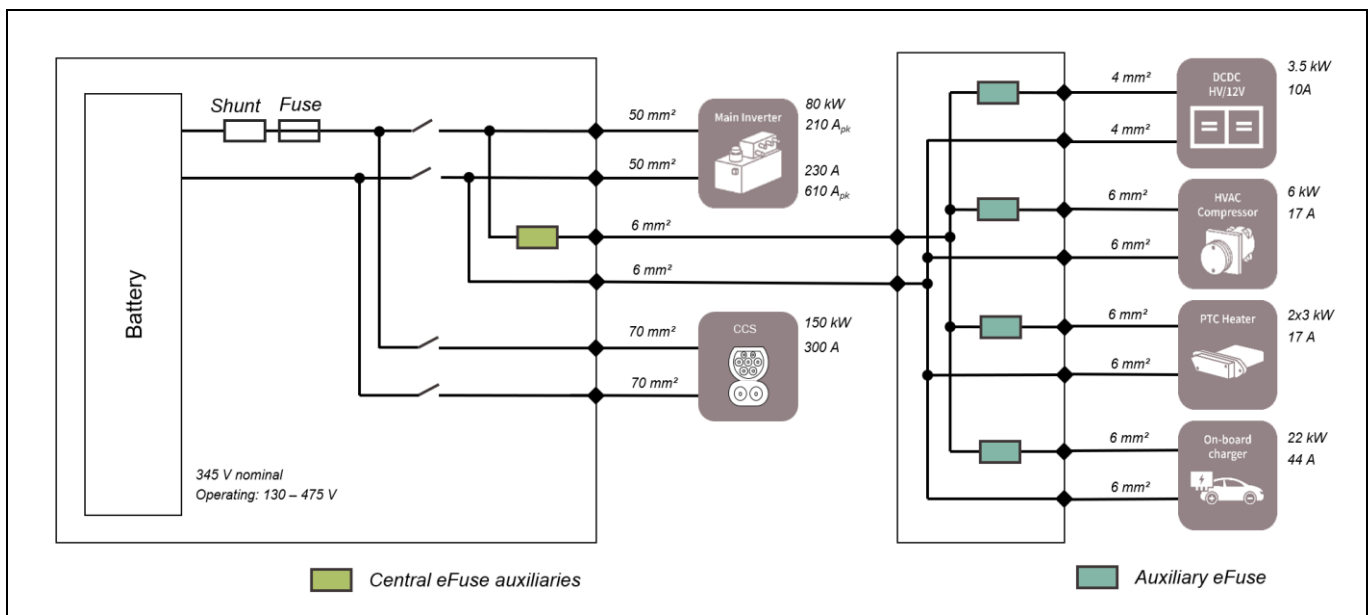 Shunt
Fuse
Battery
345 V nominal
Operating: 130 – 475 V
50 mm²
50 mm²
6 mm²
6 mm²
70 mm²
70 mm²
Main Inverter
80 kW
210 Apk
230 A
610 Apk
CCS
150 kW
300 A
4 mm²
4 mm²
DCDC
HV/12V
3.5 kW
10A
6 mm²
6 mm²
HVAC
Compressor
6 kW
17 A
6 mm²
6 mm²
PTC Heater
2x3 kW
17 A
6 mm²
6 mm²
On-board
charger
22 kW
44 A
Central eFuse auxiliaries
Auxiliary eFuse